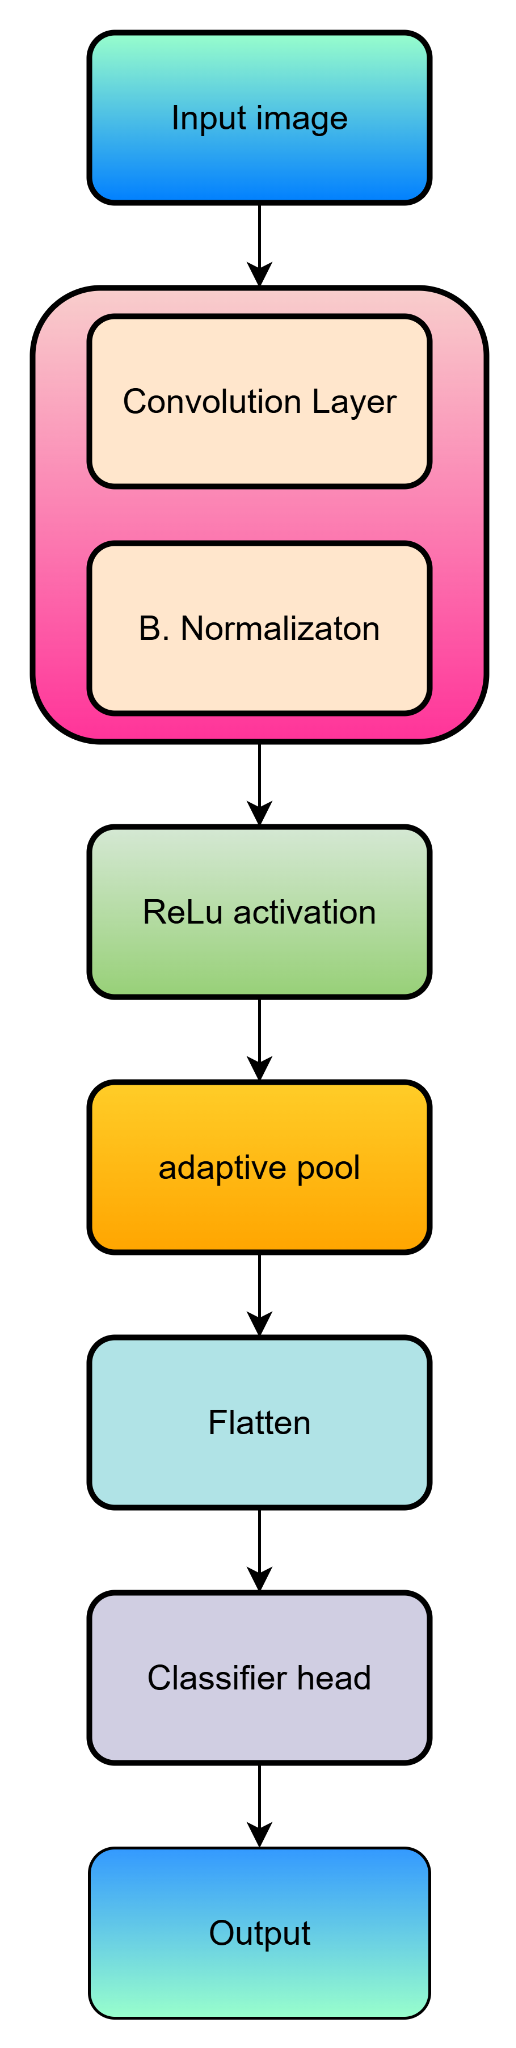 Input image
Convolution Layer
B. Normalizaton
ReLu activation
adaptive pool
Flatten
Classifier head
Output